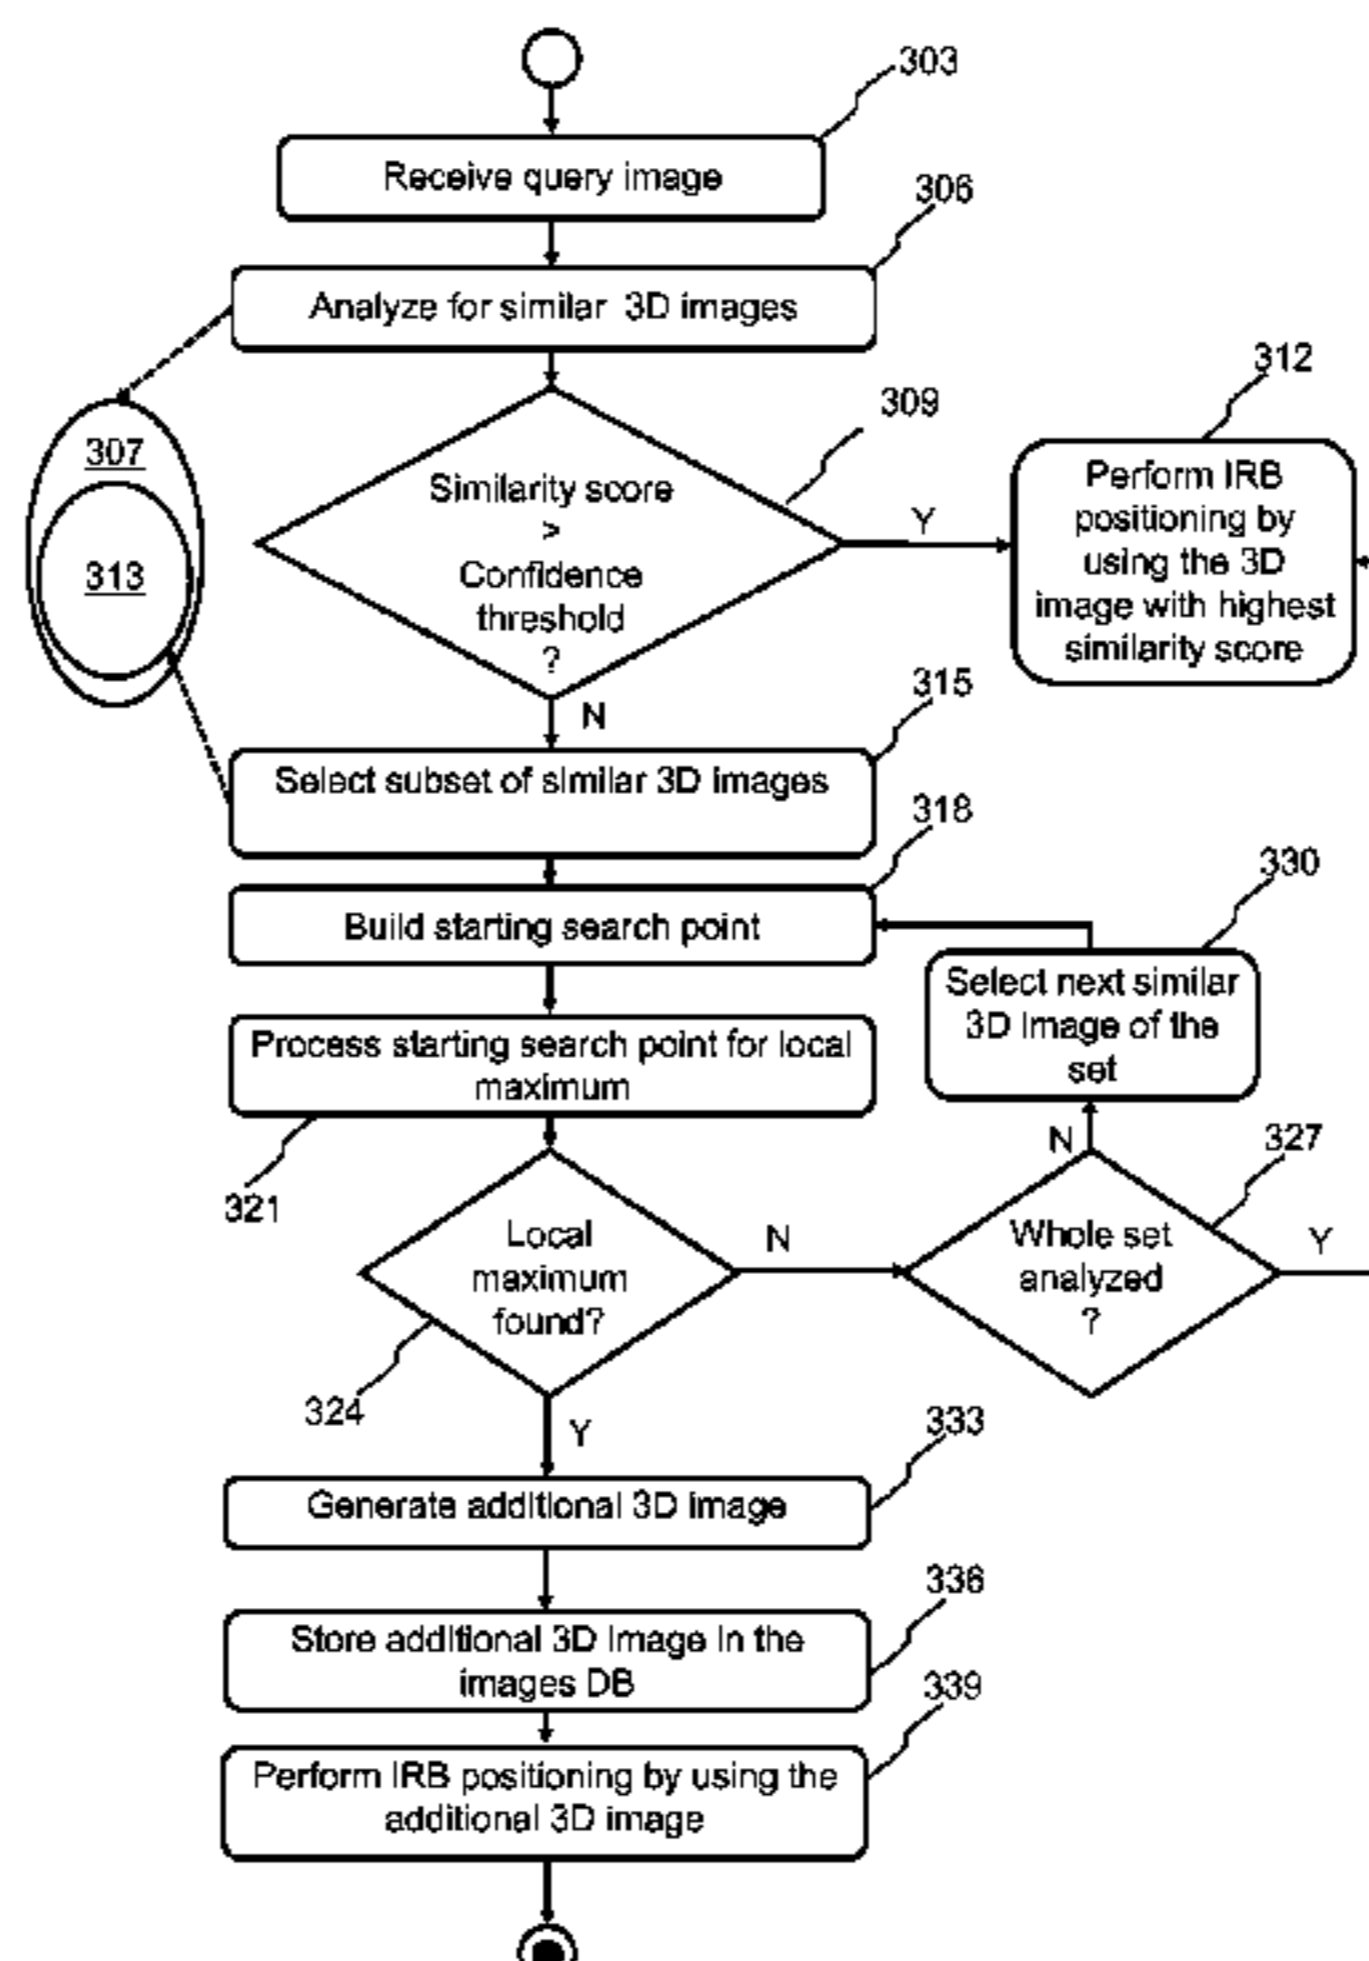 303
Receive query image
306
Analyze for similar 3D images
307
313
309
Similarity score
>
Confidence
threshold
?
Y
312
Perform IRB
positioning by
using the 3D
image with highest
similarity score
N
315
Select subset of similar 3D images
318
Build starting search point
330
Select next similar
3D image of the
set
Process starting search point for local
maximum
321
N
327
Local
maximum
found?
N
Whole set
analyzed
?
Y
324
Y
333
Generate additional 3D image
336
Store additional 3D image in the
images DB
339
Perform IRB positioning by using the
additional 3D image